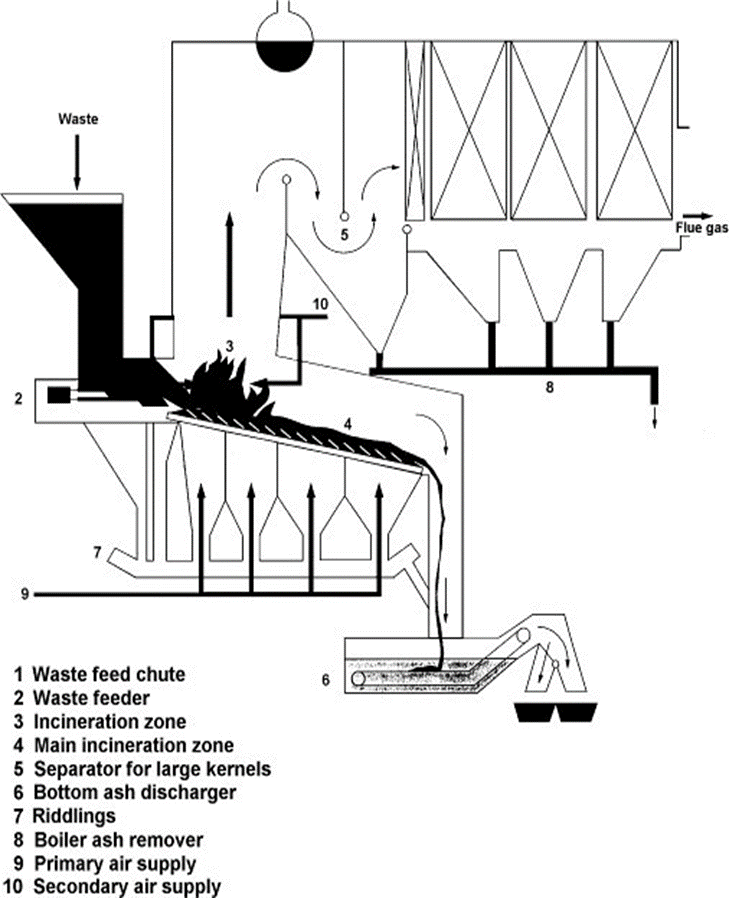 Waste
5
Flue gas
10
3
2
8
4
7
9
6
1 Waste feed chute
2 Waste feeder
3 Incineration zone
4 Main incineration zone
5 Separator for large kernels
6 Bottom ash discharger
7 Riddlings
8 Boiler ash remover
9 Primary air supply
10 Secondary air supply